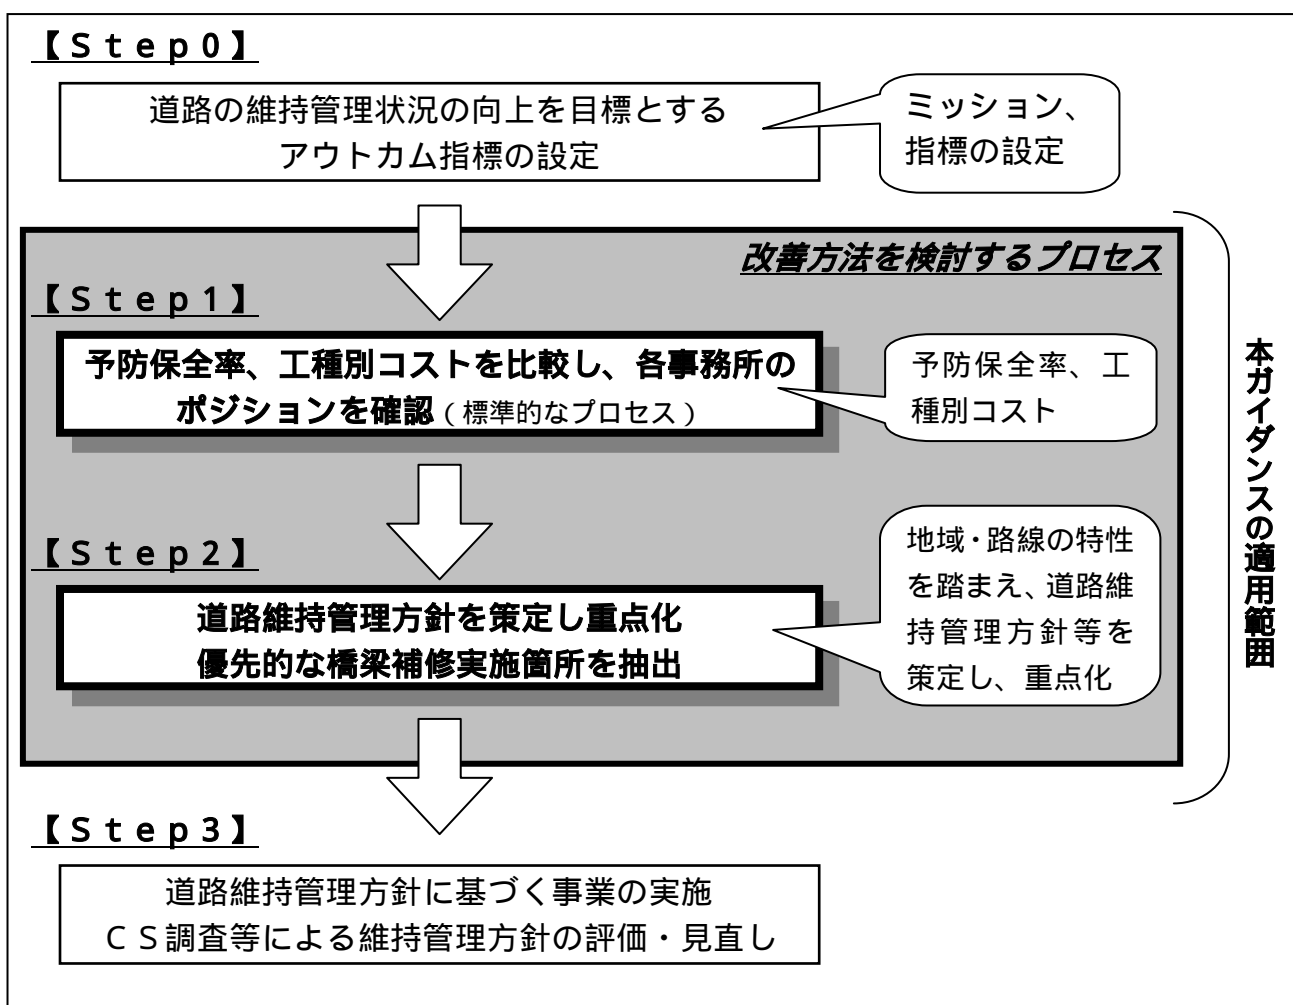 【Ｓｔｅｐ０】
道路の維持管理状況の向上を目標とする
アウトカム指標の設定
ミッション、
指標の設定
改善方法を検討するプロセス
【Ｓｔｅｐ１】
予防保全率、工種別コストを比較し、各事務所の
ポジションを確認（標準的なプロセス）
予防保全率、工
種別コスト
【Ｓｔｅｐ２】
道路維持管理方針を策定し重点化
優先的な橋梁補修実施箇所を抽出
地域・路線の特性
を踏まえ、道路維
持管理方針等を
策定し、重点化
本ガイダンスの適用範囲
【Ｓｔｅｐ３】
道路維持管理方針に基づく事業の実施
ＣＳ調査等による維持管理方針の評価・見直し